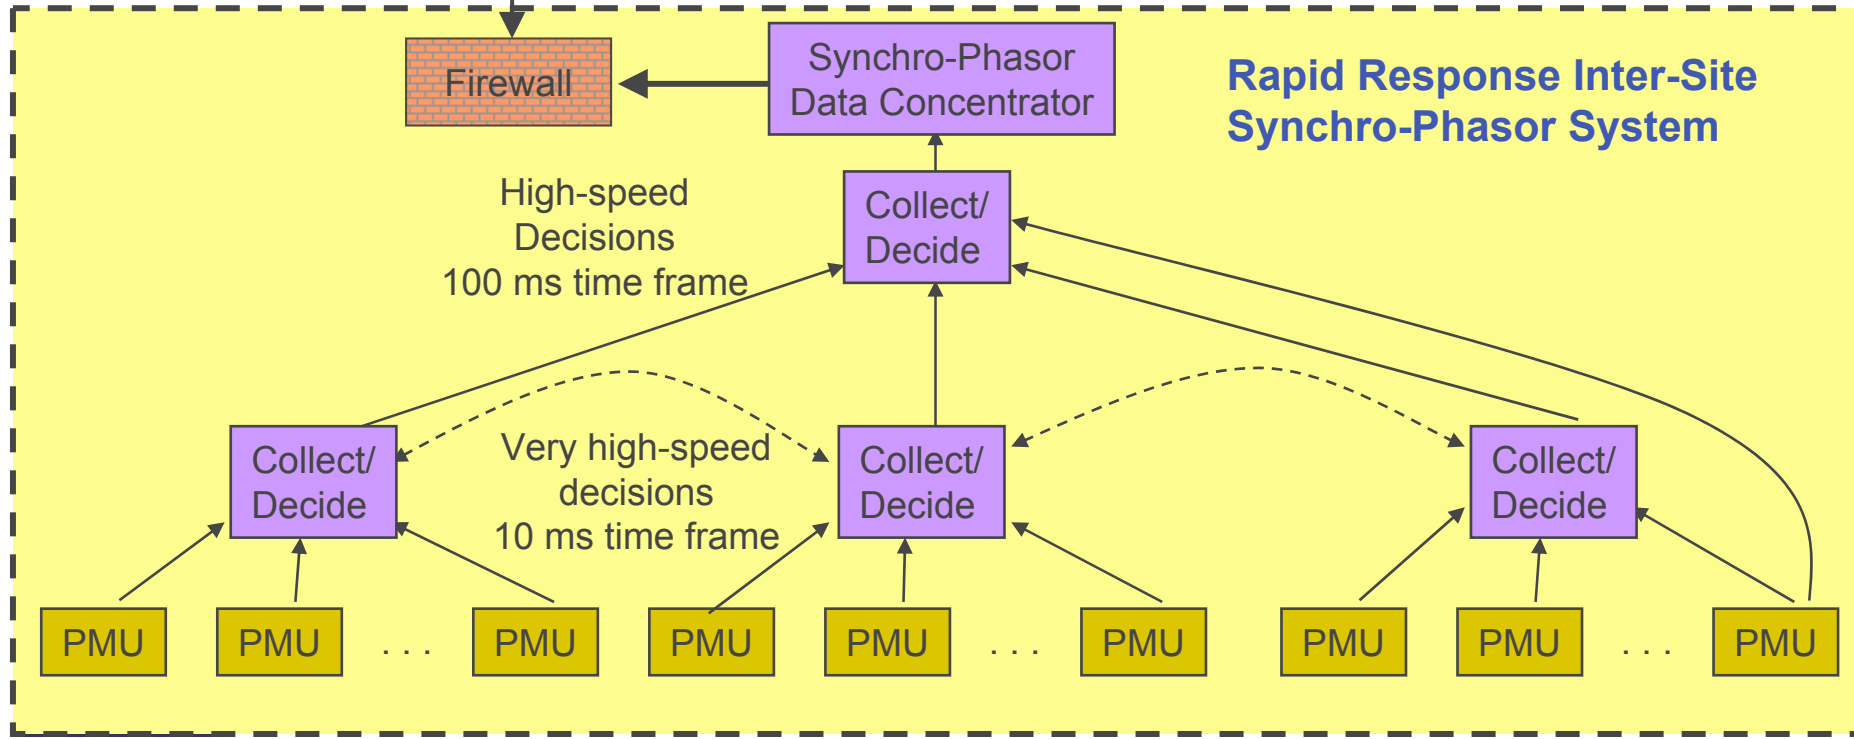 Firewall
Synchro-Phasor
Data Concentrator
Rapid Response Inter-Site
Synchro-Phasor System
High-speed
Decisions
100 ms time frame
Collect/
Decide
Collect/
Decide
Very high-speed
decisions
10 ms time frame
Collect/
Decide
Collect/
Decide
PMU
PMU
. . .
PMU
PMU
PMU
. . .
PMU
PMU
PMU
. . .
PMU